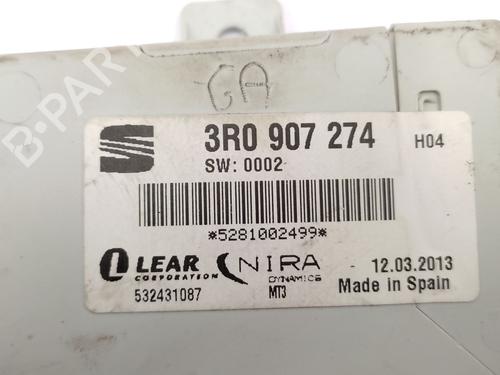 GA
3R0 907 274 H04
SW: 0002
*5281002499*
LEAR CORPORATION
NIRA DYNAMICS
12.03.2013
532431087
MT3
Made in Spain
B-PARTS